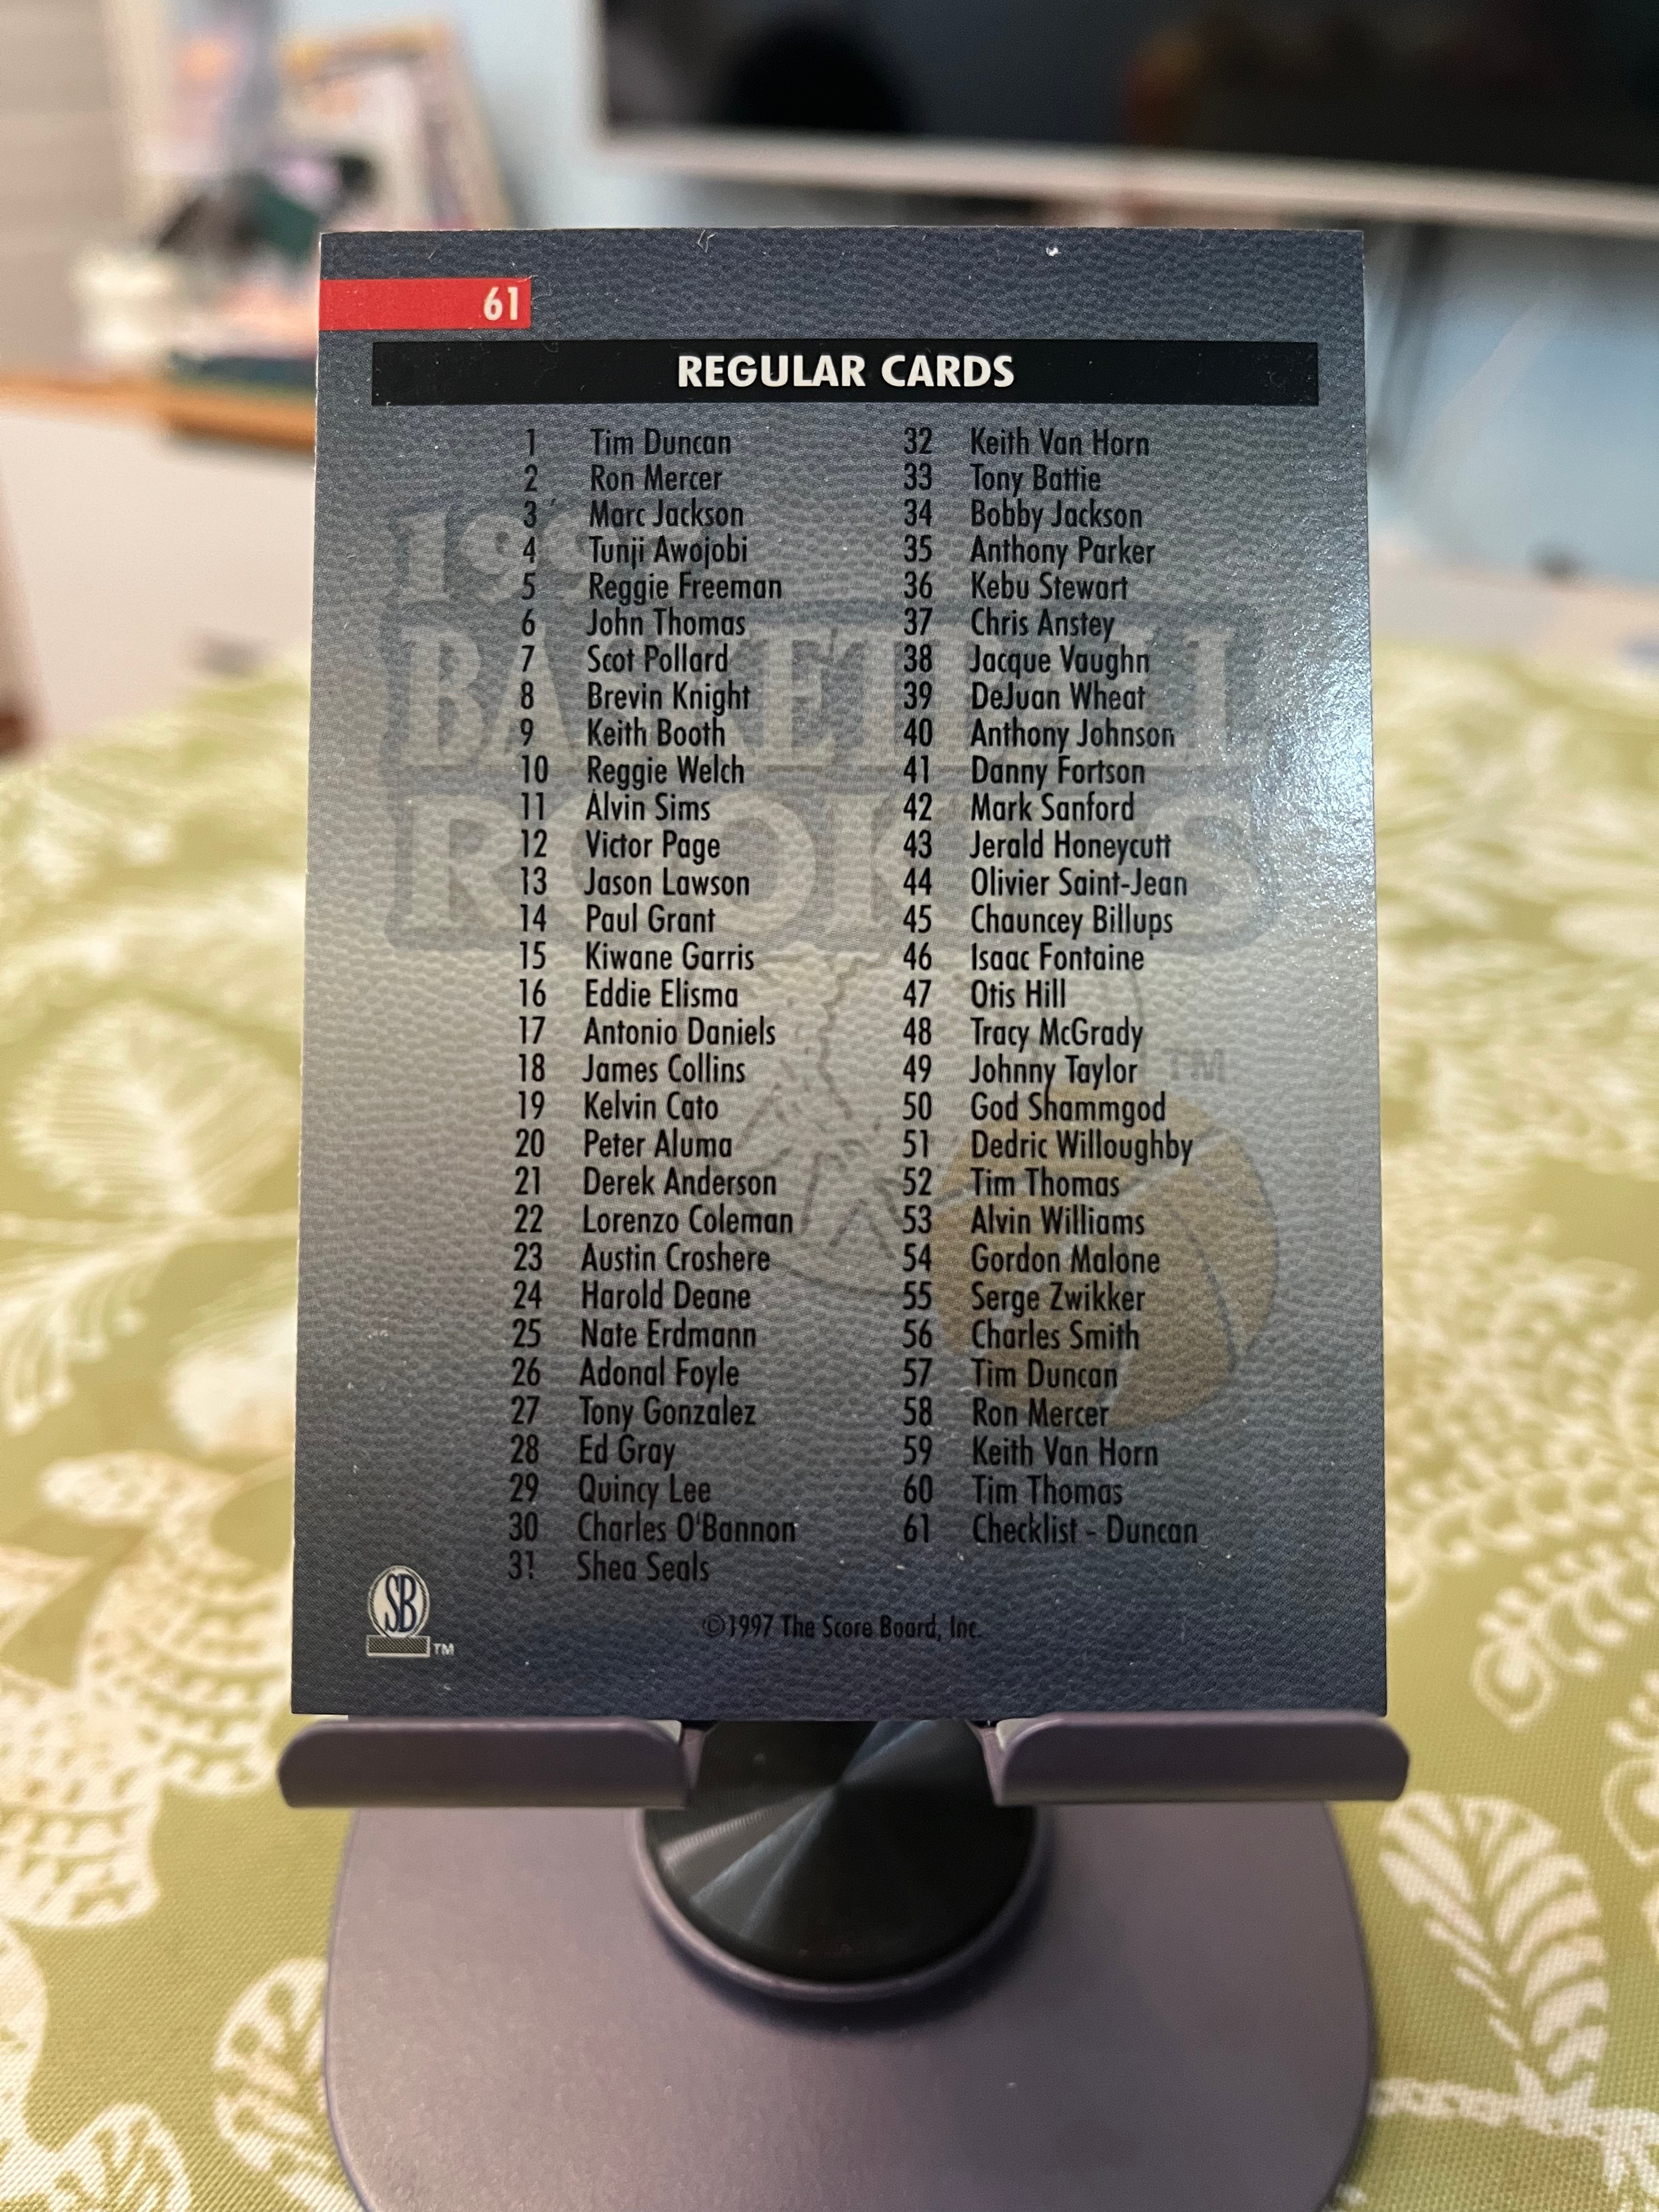 61
REGULAR CARDS
1 Tim Duncan
2 Ron Mercer
3 Marc Jackson
4 Tunji Awojobi
5 Reggie Freeman
6 John Thomas
7 Scot Pollard
8 Brevin Knight
9 Keith Booth
10 Reggie Welch
11 Alvin Sims
12 Victor Page
13 Jason Lawson
14 Paul Grant
15 Kiwane Garris
16 Eddie Elisma
17 Antonio Daniels
18 James Collins
19 Kelvin Cato
20 Peter Aluma
21 Derek Anderson
22 Lorenzo Coleman
23 Austin Croshere
24 Harold Deane
25 Nate Erdmann
26 Adonal Foyle
27 Tony Gonzalez
28 Ed Gray
29 Quincy Lee
30 Charles O'Bannon
31 Shea Seals
32 Keith Van Horn
33 Tony Battie
34 Bobby Jackson
35 Anthony Parker
36 Kebu Stewart
37 Chris Anstey
38 Jacque Vaughn
39 DeJuan Wheat
40 Anthony Johnson
41 Danny Fortson
42 Mark Sanford
43 Jerald Honeycutt
44 Olivier Saint-Jean
45 Chauncey Billups
46 Isaac Fontaine
47 Otis Hill
48 Tracy McGrady
49 Johnny Taylor
50 God Shammgod
51 Dedric Willoughby
52 Tim Thomas
53 Alvin Williams
54 Gordon Malone
55 Serge Zwikker
56 Charles Smith
57 Tim Duncan
58 Ron Mercer
59 Keith Van Horn
60 Tim Thomas
61 Checklist - Duncan
TM
SB
TM
©1997 The Score Board, Inc.